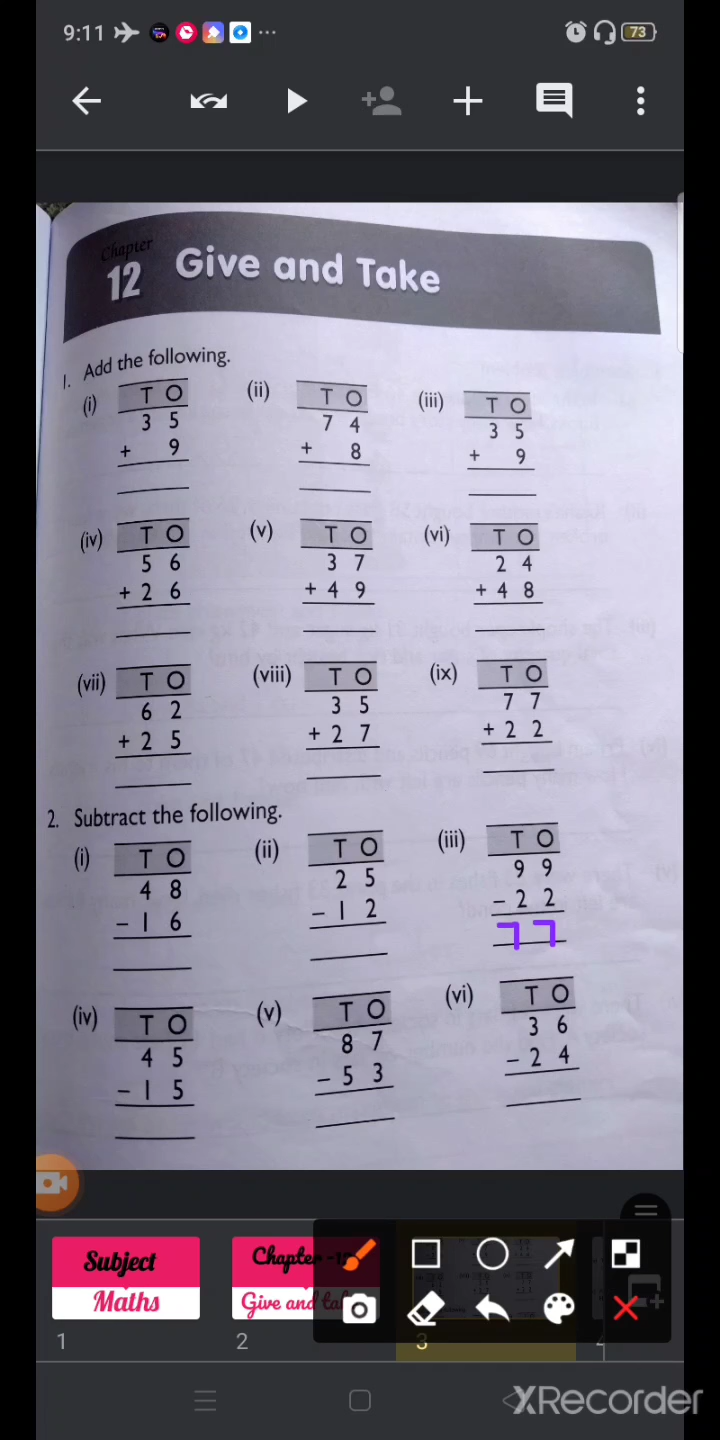 9:11
73
Chapter
12 Give and Take
1. Add the following.
(i) T O (ii) T O (iii) T O
3 5 7 4 3 5
+ 9 + 8 + 9
(iv) T O (v) T O (vi) T O
5 6 3 7 2 4
+ 2 6 + 4 9 + 4 8
(vii) T O (viii) T O (ix) T O
6 2 3 5 7 7
+ 2 5 + 2 7 + 2 2
2. Subtract the following.
(i) T O (ii) T O (iii) T O
4 8 2 5 9 9
- 1 6 - 1 2 - 2 2
7 7
(iv) T O (v) T O (vi) T O
4 5 8 7 3 6
- 1 5 - 5 3 - 2 4
Subject
Maths
Chapter
Give and
1 2 3
XRecorder